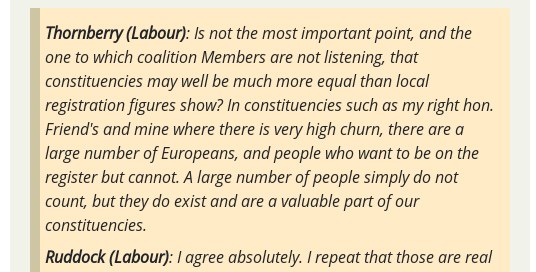 Thornberry (Labour): Is not the most important point, and the
one to which coalition Members are not listening, that
constituencies may well be much more equal than local
registration figures show? In constituencies such as my right hon.
Friend's and mine where there is very high churn, there are a
large number of Europeans, and people who want to be on the
register but cannot. A large number of people simply do not
count, but they do exist and are a valuable part of our
constituencies.
Ruddock (Labour): I agree absolutely. I repeat that those are real